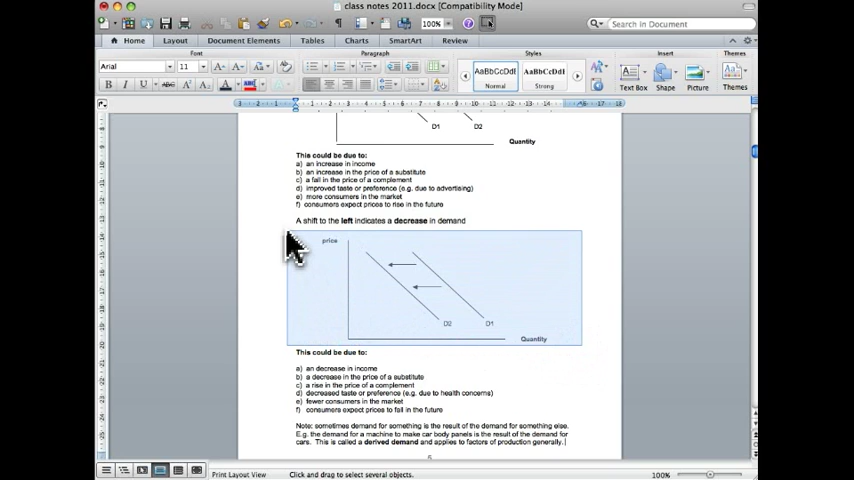 class notes 2011.docx [Compatibility Mode]
100%
Search in Document
Home Layout Document Elements Tables Charts SmartArt Review
Font Paragraph Styles Insert Themes
Arial 11
AaBbCcDdE AaBbCcDdE
Normal Strong
Text Box Shape Picture Themes
D1 D2
Quantity
This could be due to:
a) an increase in income
b) an increase in the price of a substitute
c) a fall in the price of a complement
d) improved taste or preference (e.g. due to advertising)
e) more consumers in the market
f) consumers expect prices to rise in the future
A shift to the left indicates a decrease in demand
price
D2 D1
Quantity
This could be due to:
a) an decrease in income
b) a decrease in the price of a substitute
c) a rise in the price of a complement
d) decreased taste or preference (e.g. due to health concerns)
e) fewer consumers in the market
f) consumers expect prices to fall in the future
Note: sometimes demand for something is the result of the demand for something else.
E.g. the demand for a machine to make car body panels is the result of the demand for
cars. This is called a derived demand and applies to factors of production generally.
Print Layout View Click and drag to select several objects. 100%